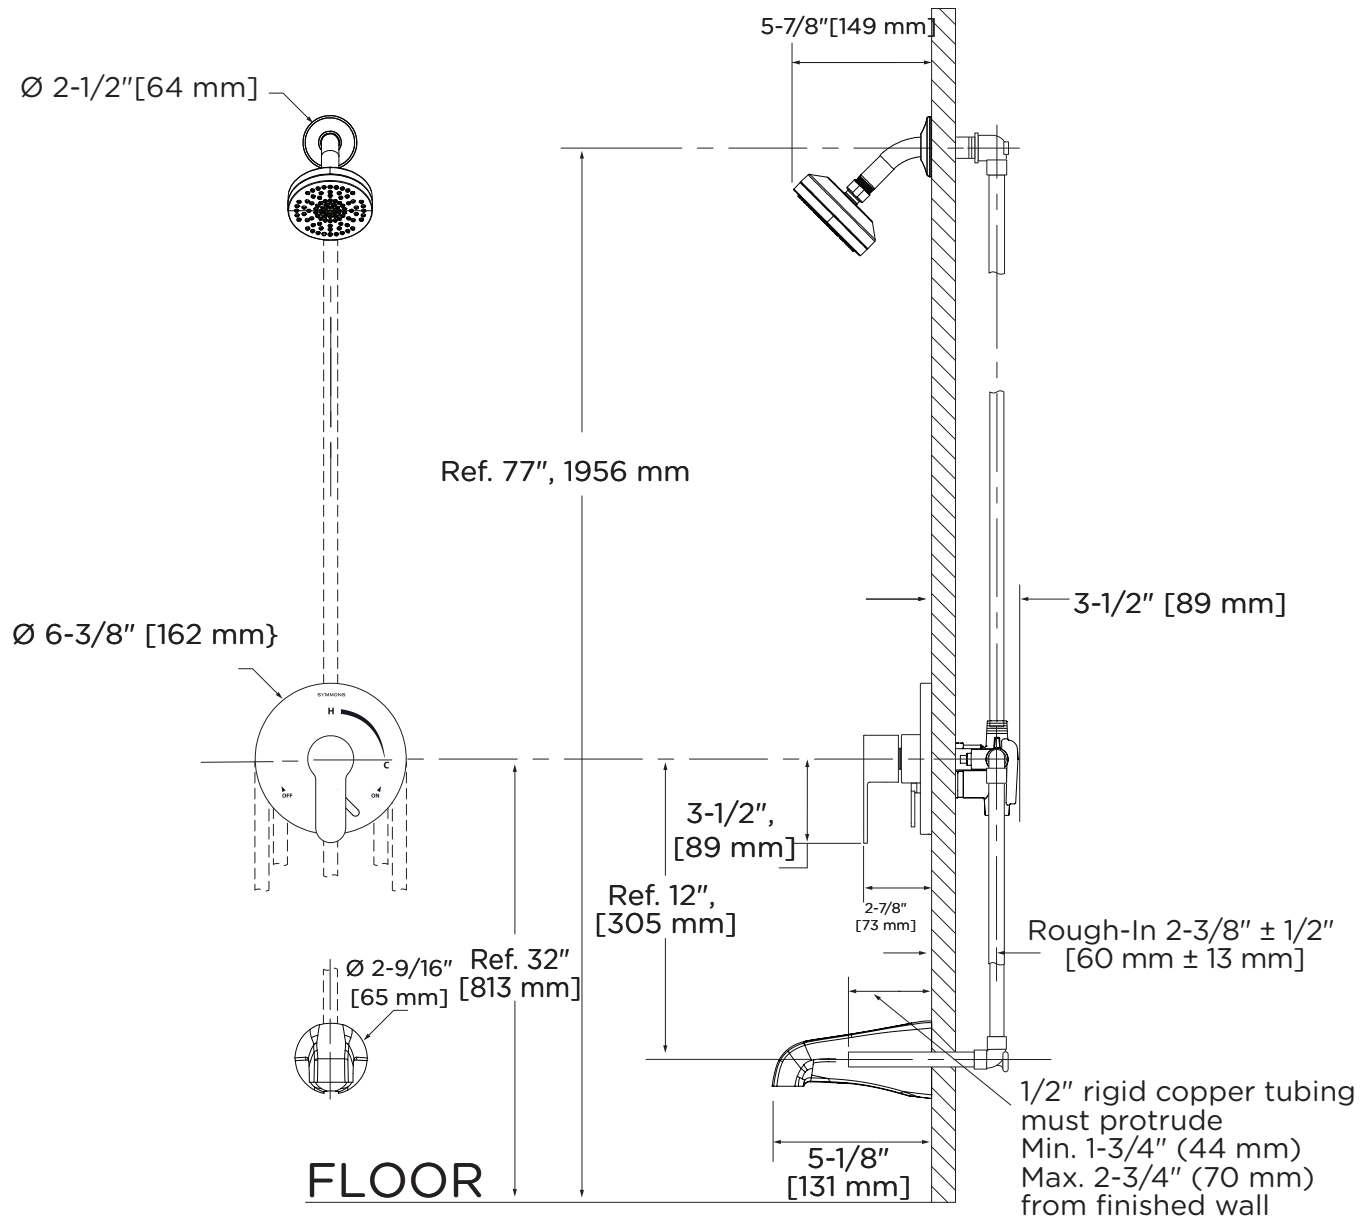 5-7/8"[149 mm]
Ø 2-1/2"[64 mm]
Ref. 77", 1956 mm
3-1/2" [89 mm]
Ø 6-3/8" [162 mm}
SYMMONS
H
C
OFF
ON
3-1/2",
[89 mm]
Ref. 12",
[305 mm]
2-7/8"
[73 mm]
Rough-In 2-3/8" ± 1/2"
[60 mm ± 13 mm]
Ø 2-9/16"
[65 mm]
Ref. 32"
[813 mm]
1/2" rigid copper tubing
must protrude
Min. 1-3/4" (44 mm)
Max. 2-3/4" (70 mm)
from finished wall
5-1/8"
[131 mm]
FLOOR